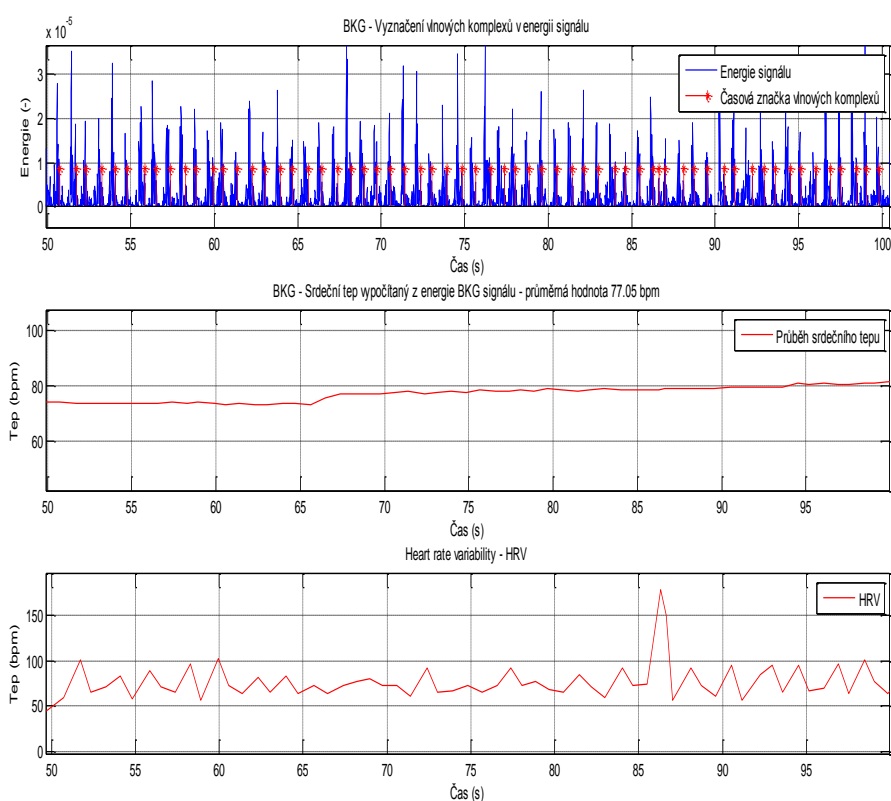 BKG - Vyznačení vlnových komplexů v energii signálu
x 10^-5
Energie (-)
3
2
1
0
Energie signálu
Časová značka vlnových komplexů
50 55 60 65 70 75 80 85 90 95 100
Čas (s)
BKG - Srdeční tep vypočítaný z energie BKG signálu - průměrná hodnota 77.05 bpm
Tep (bpm)
100
80
60
Průběh srdečního tepu
50 55 60 65 70 75 80 85 90 95
Čas (s)
Heart rate variability - HRV
Tep (bpm)
150
100
50
0
HRV
50 55 60 65 70 75 80 85 90 95
Čas (s)